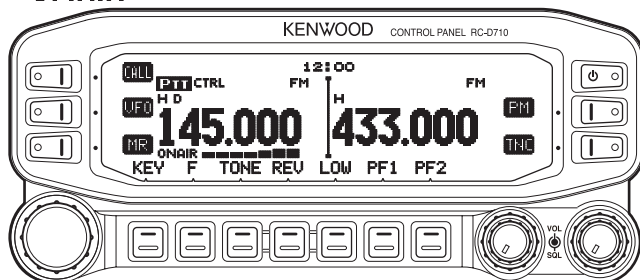 KENWOOD CONTROL PANEL RC-D710
12:00
CALL PTT CTRL FM FM
VFO H D H PM
145.000 433.000
MR TNC
ONAIR
KEY F TONE REV LOW PF1 PF2
VOL
SQL